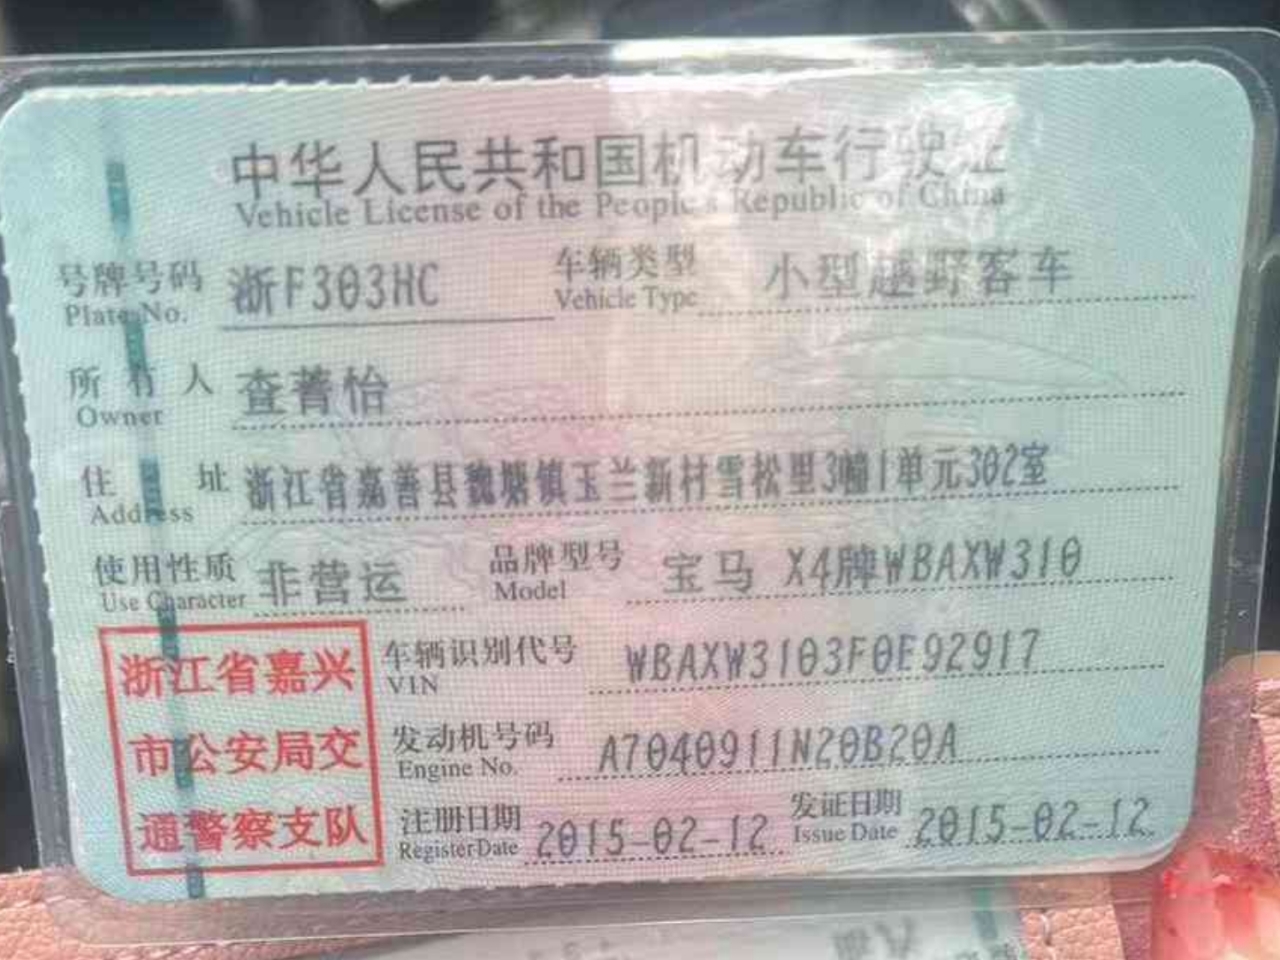 中华人民共和国机动车行驶证
Vehicle License of the People's Republic of China
号牌号码 浙F303HC 车辆类型 小型越野客车
Plate No. Vehicle Type
所有人 查菁怡
Owner
住址 浙江省嘉善县魏塘镇玉兰新村雪松里3幢1单元302室
Address
使用性质 非营运 品牌型号 宝马 X4牌WBAXW310
Use Character Model
浙江省嘉兴
市公安局交
通警察支队
车辆识别代号 WBAXW3103F0E92917
VIN
发动机号码 A7040911N20B20A
Engine No.
注册日期 2015-02-12 发证日期 2015-02-12
Register Date Issue Date